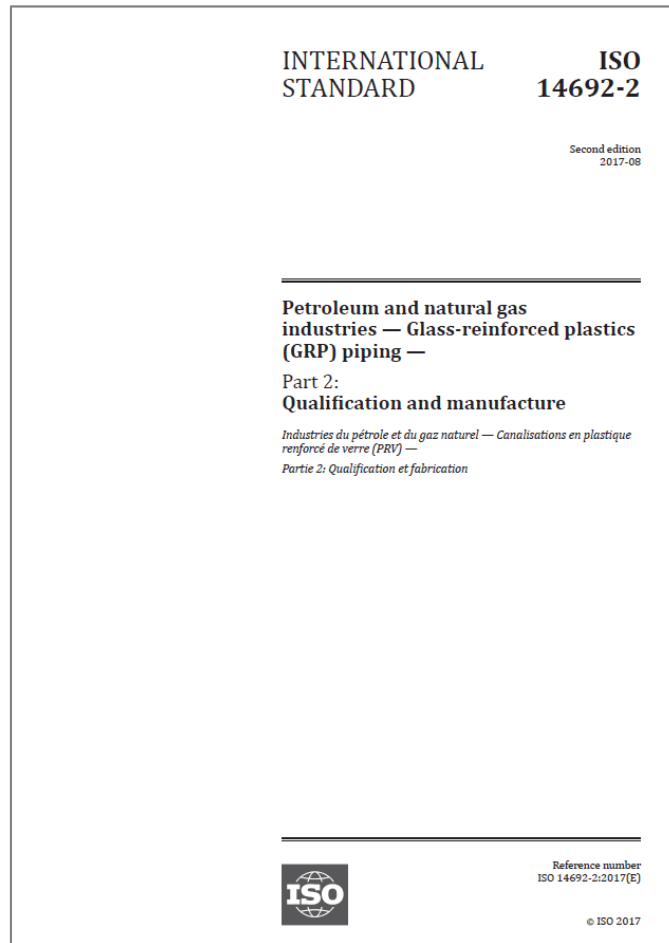 INTERNATIONAL STANDARD
ISO 14692-2
Second edition
2017-08
Petroleum and natural gas
industries — Glass-reinforced plastics
(GRP) piping —
Part 2:
Qualification and manufacture
Industries du pétrole et du gaz naturel — Canalisations en plastique
renforcé de verre (PRV) —
Partie 2: Qualification et fabrication
ISO
Reference number
ISO 14692-2:2017(E)
© ISO 2017